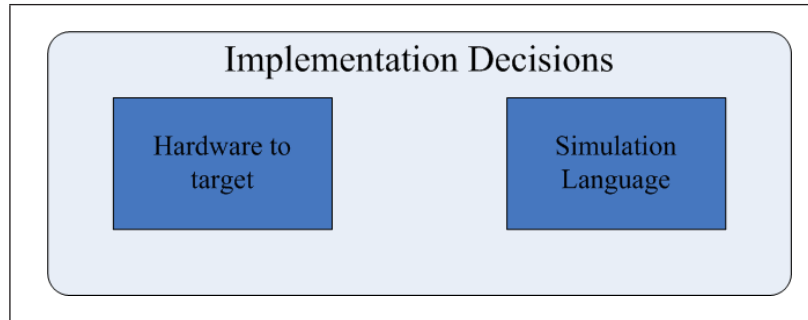 Implementation Decisions
Hardware to
target
Simulation
Language